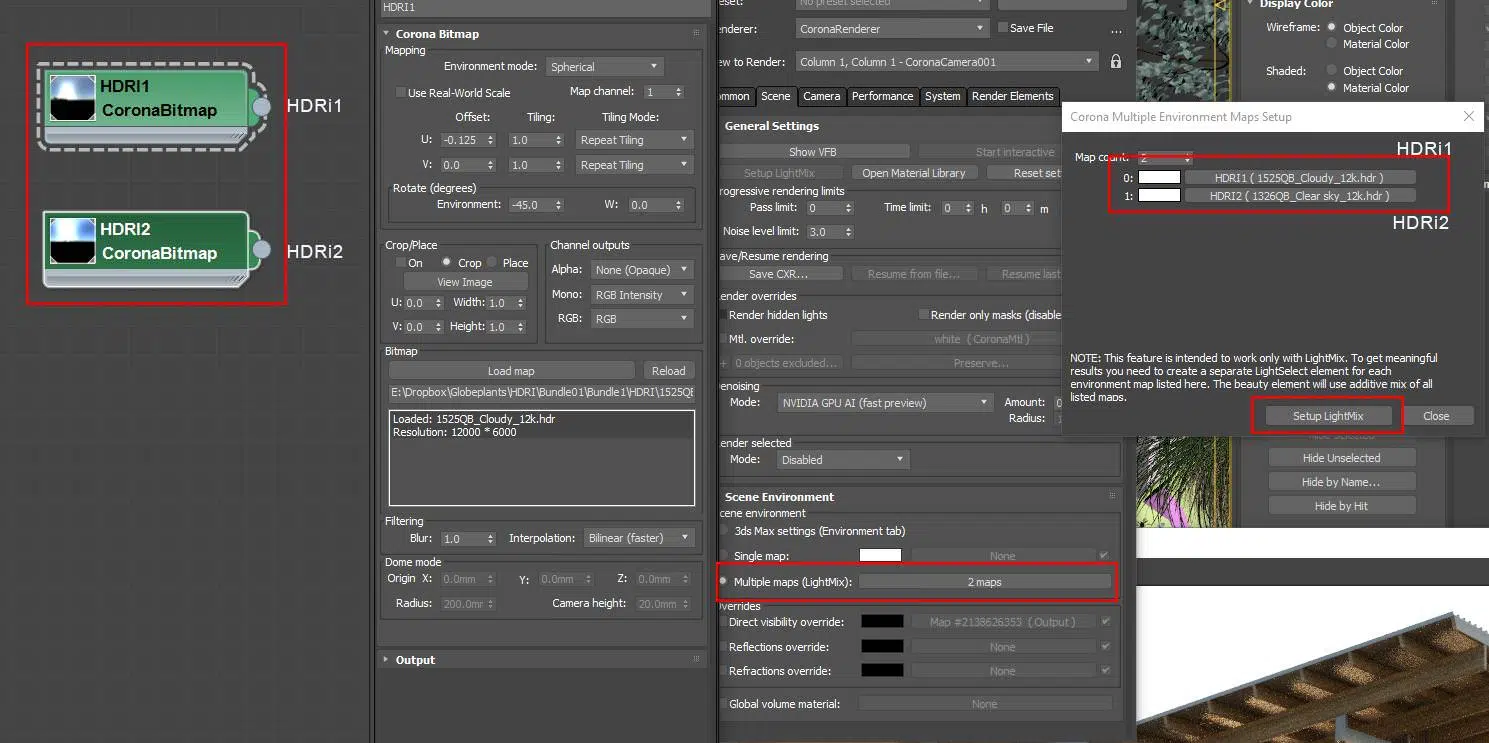 HDRI1
CoronaBitmap
HDRi1
HDRI2
CoronaBitmap
HDRi2
HDRI1
Corona Bitmap
Mapping
Environment mode: Spherical
Use Real-World Scale Map channel: 1
Offset: Tiling: Tiling Mode:
U: -0.125 1.0 Repeat Tiling
V: 0.0 1.0 Repeat Tiling
Rotate (degrees)
Environment: -45.0 W: 0.0
Crop/Place
On Crop Place
View Image
U: 0.0 Width: 1.0
V: 0.0 Height: 1.0
Channel outputs
Alpha: None (Opaque)
Mono: RGB Intensity
RGB: RGB
Bitmap
Load map Reload
E:\Dropbox\Globeplants\HDRI\Bundle01\Bundle1\1525QB
Loaded: 1525QB_Cloudy_12k.hdr
Resolution: 12000 * 6000
Filtering
Blur: 1.0 Interpolation: Bilinear (faster)
Dome mode
Origin X: 0.0mm Y: 0.0mm Z: 0.0mm
Radius: 200.0mr Camera height: 20.0mm
Output
eset: No preset selected
enderer: CoronaRenderer Save File ...
ew to Render: Column 1, Column 1 - CoronaCamera001
ommon Scene Camera Performance System Render Elements
General Settings
Show VFB Start interactive
Setup LightMix Open Material Library Reset set
rogressive rendering limits
Pass limit: 0 Time limit: 0 h 0 m
Noise level limit: 3.0
ave/Resume rendering
Save CXR... Resume from file... Resume last
ender overrides
Render hidden lights Render only masks (disable
Mtl. override: white ( CoronaMtl )
+ 0 objects excluded... Preserve...
enoising
Mode: NVIDIA GPU AI (fast preview) Amount: 0
Radius:
ender selected
Mode: Disabled
Scene Environment
cene environment
3ds Max settings (Environment tab)
Single map: None
Multiple maps (LightMix): 2 maps
verrides
Direct visibility override: Map #2138626353 ( Output )
Reflections override: None
Refractions override: None
Global volume material: None
Display Color
Wireframe: Object Color
Material Color
Shaded: Object Color
Material Color
Corona Multiple Environment Maps Setup
HDRi1
Map count: 2
0: HDRI1 ( 1525QB_Cloudy_12k.hdr )
1: HDRI2 ( 1326QB_Clear sky_12k.hdr )
HDRi2
NOTE: This feature is intended to work only with LightMix. To get meaningful
results you need to create a separate LightSelect element for each
environment map listed here. The beauty element will use additive mix of all
listed maps.
Setup LightMix Close
Hide Selected
Hide Unselected
Hide by Name...
Hide by Hit